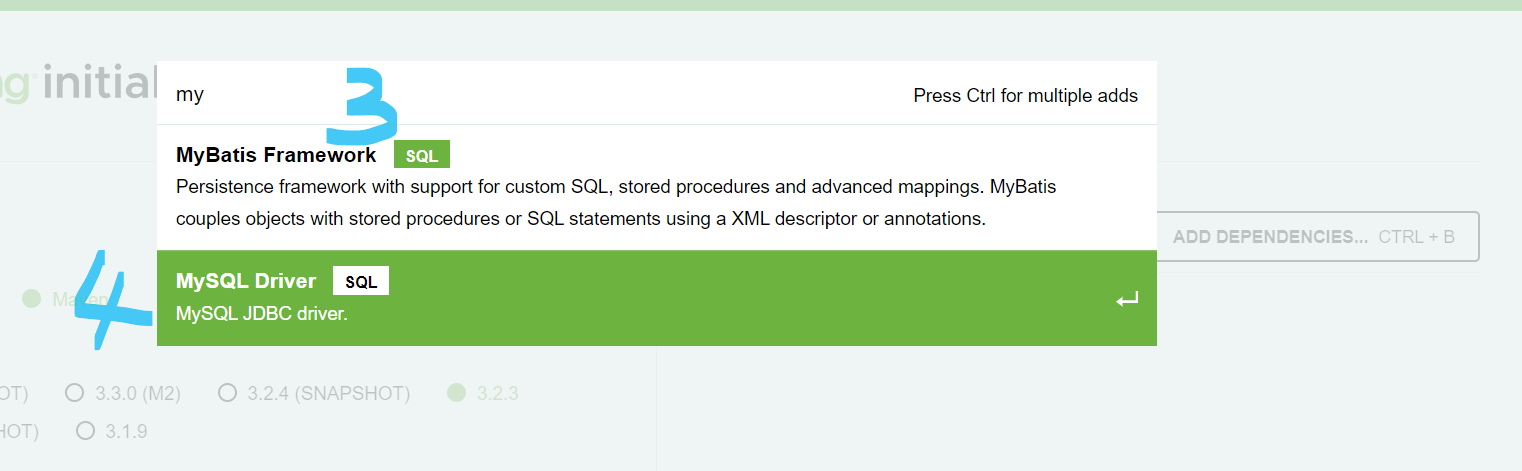 g initial
my
3
Press Ctrl for multiple adds
MyBatis Framework SQL
Persistence framework with support for custom SQL, stored procedures and advanced mappings. MyBatis
couples objects with stored procedures or SQL statements using a XML descriptor or annotations.
ADD DEPENDENCIES... CTRL + B
4
MySQL Driver SQL
MySQL JDBC driver.
Maven
OT) 3.3.0 (M2) 3.2.4 (SNAPSHOT) 3.2.3
HOT) 3.1.9